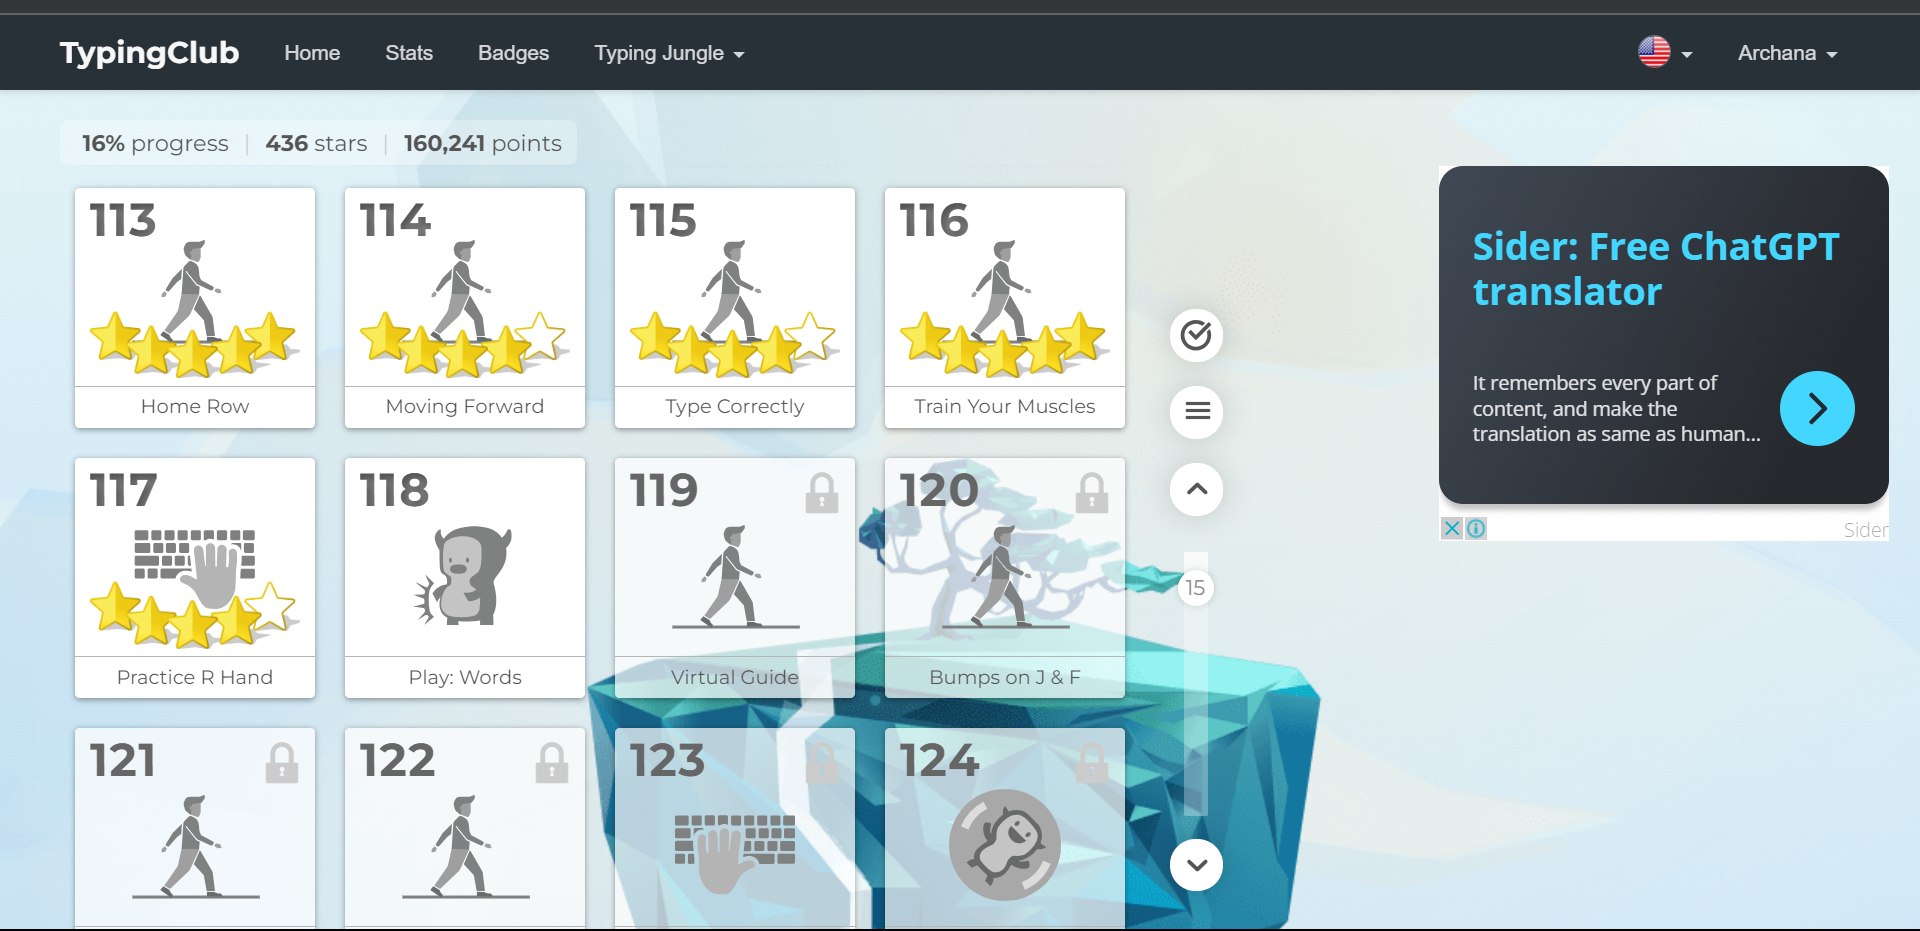 TypingClub Home Stats Badges Typing Jungle Archana
16% progress 436 stars 160,241 points
113 114 115 116
Home Row Moving Forward Type Correctly Train Your Muscles
117 118 119 120
Practice R Hand Play: Words Virtual Guide Bumps on J & F
121 122 123 124
15
Sider: Free ChatGPT
translator
It remembers every part of
content, and make the
translation as same as human...
Sider